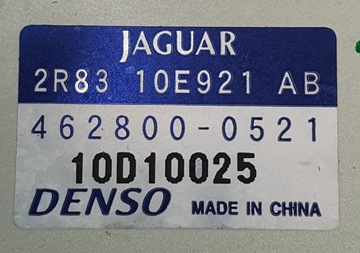 JAGUAR
2R83 10E921 AB
462800-0521
10D10025
DENSO MADE IN CHINA